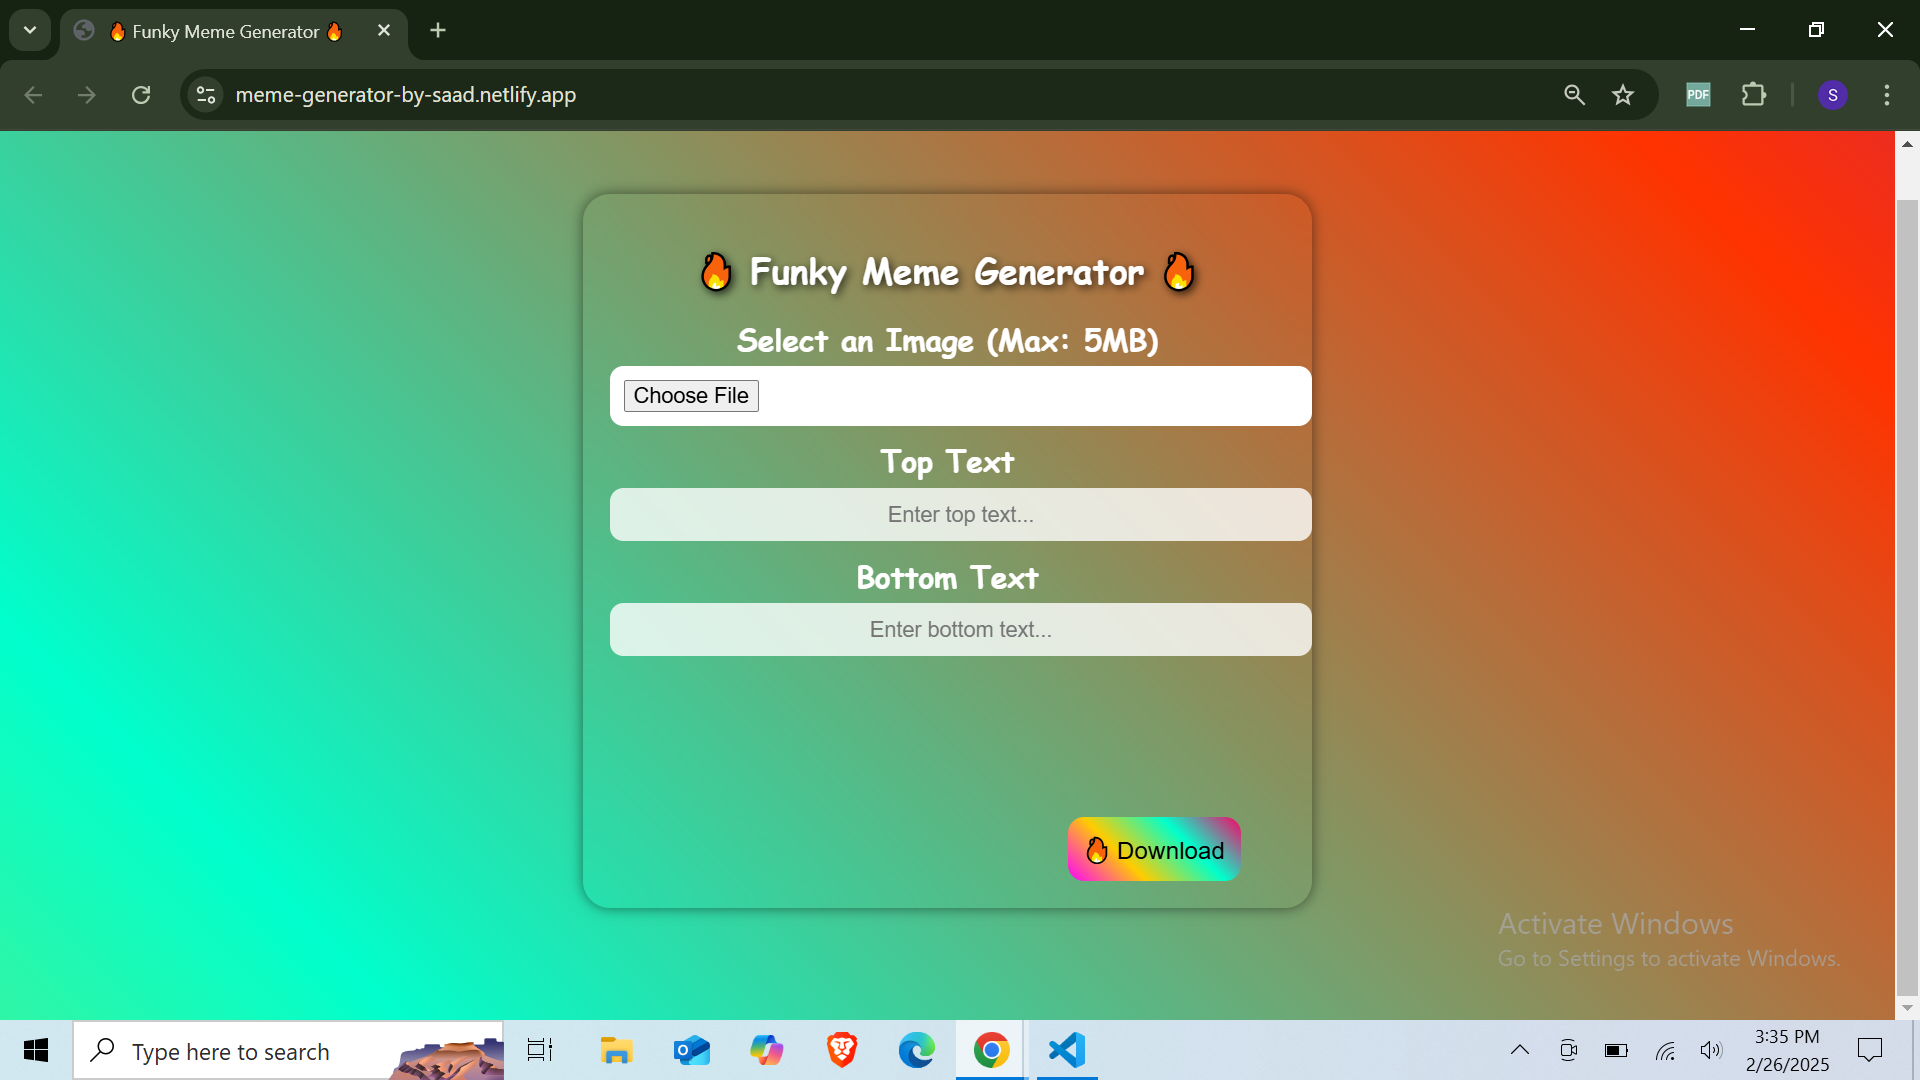 🔥 Funky Meme Generator 🔥
meme-generator-by-saad.netlify.app
PDF
S
🔥 Funky Meme Generator 🔥
Select an Image (Max: 5MB)
Choose File
Top Text
Enter top text...
Bottom Text
Enter bottom text...
🔥 Download
Activate Windows
Go to Settings to activate Windows.
Type here to search
3:35 PM
2/26/2025